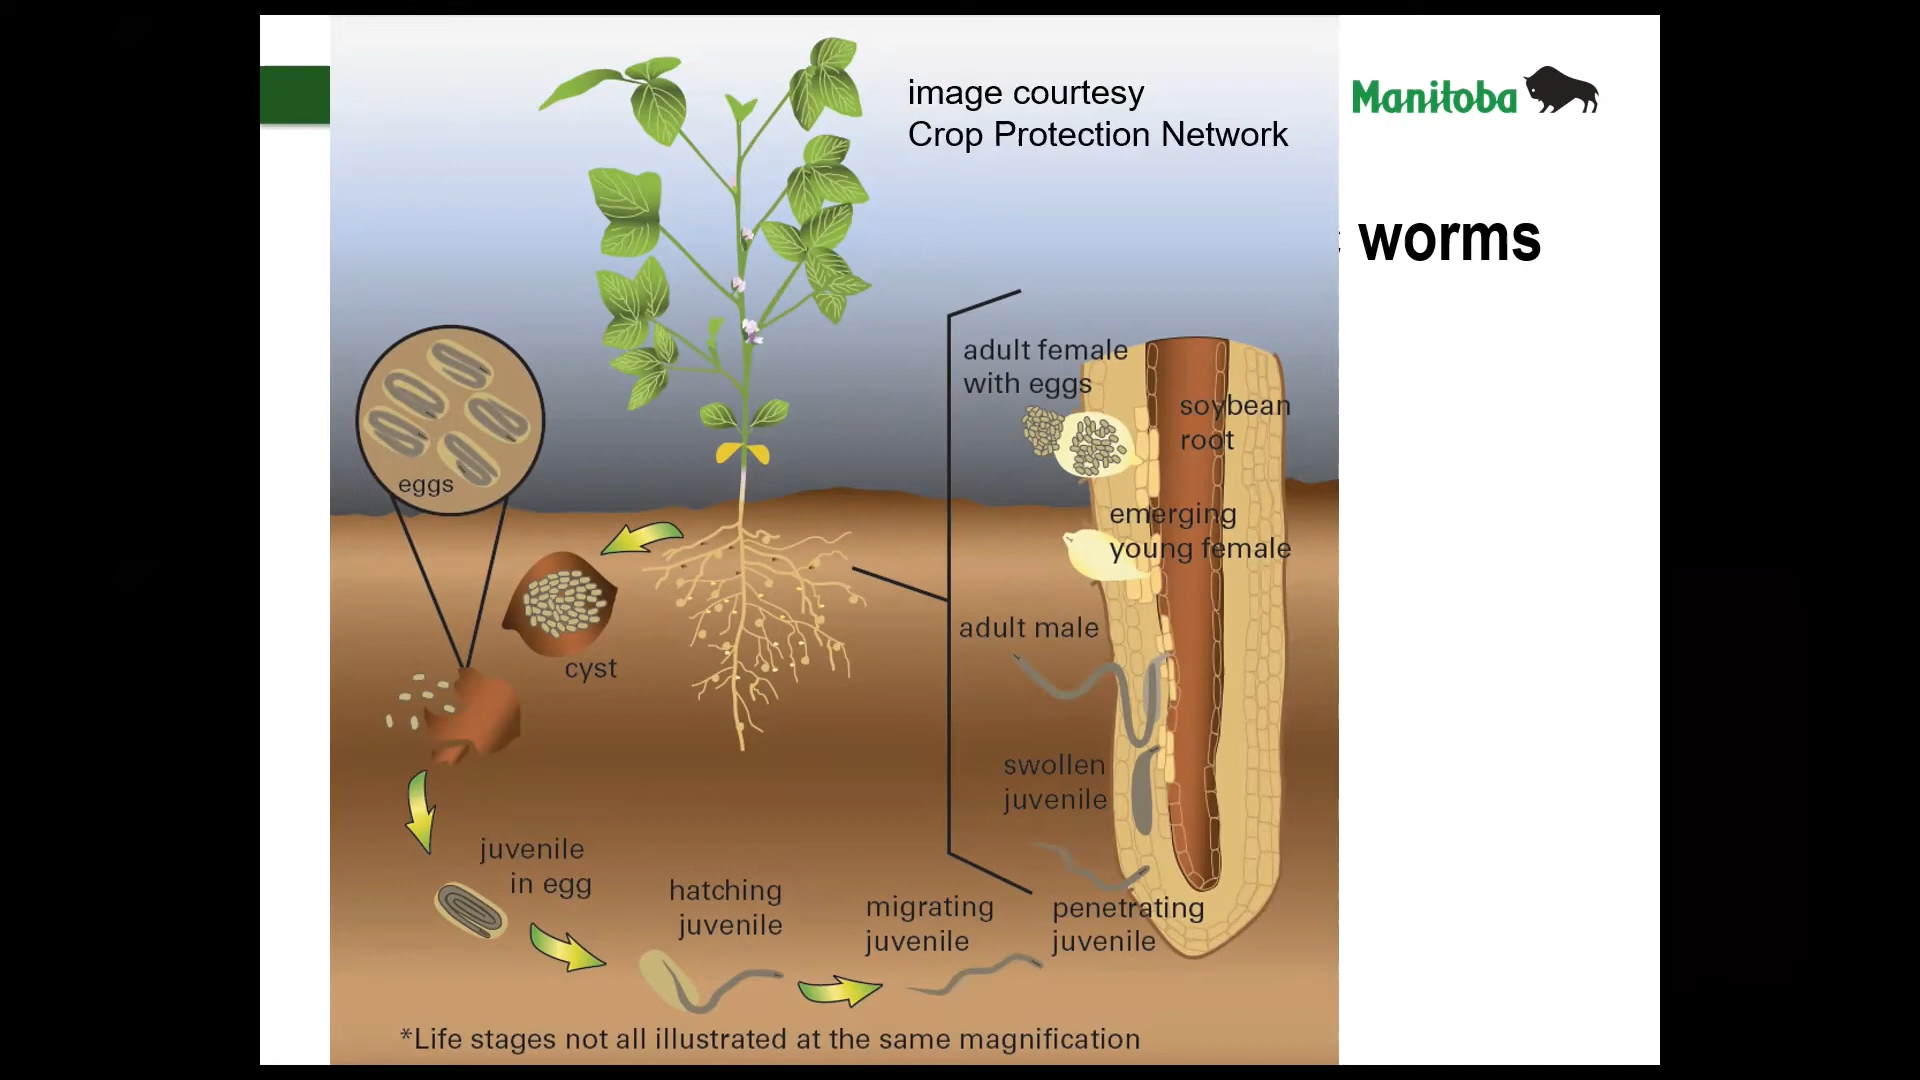 image courtesy
Crop Protection Network
Manitoba
worms
adult female
with eggs
soybean
root
eggs
emerging
young female
adult male
cyst
swollen
juvenile
juvenile
in egg
hatching
juvenile
migrating
juvenile
penetrating
juvenile
*Life stages not all illustrated at the same magnification